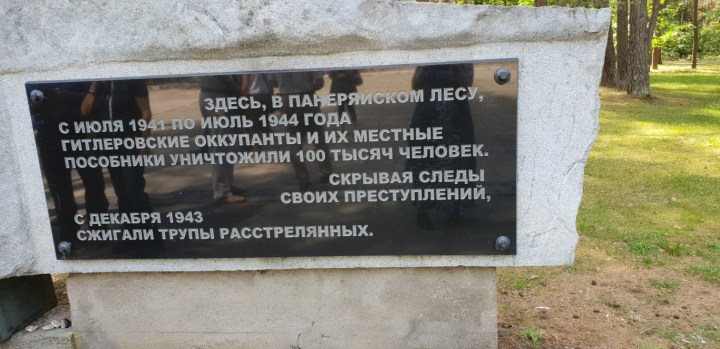 ЗДЕСЬ, В ПАНЕРЯЙСКОМ ЛЕСУ,
С ИЮЛЯ 1941 ПО ИЮЛЬ 1944 ГОДА
ГИТЛЕРОВСКИЕ ОККУПАНТЫ И ИХ МЕСТНЫЕ
ПОСОБНИКИ УНИЧТОЖИЛИ 100 ТЫСЯЧ ЧЕЛОВЕК.
СКРЫВАЯ СЛЕДЫ
СВОИХ ПРЕСТУПЛЕНИЙ,
С ДЕКАБРЯ 1943
СЖИГАЛИ ТРУПЫ РАССТРЕЛЯННЫХ.